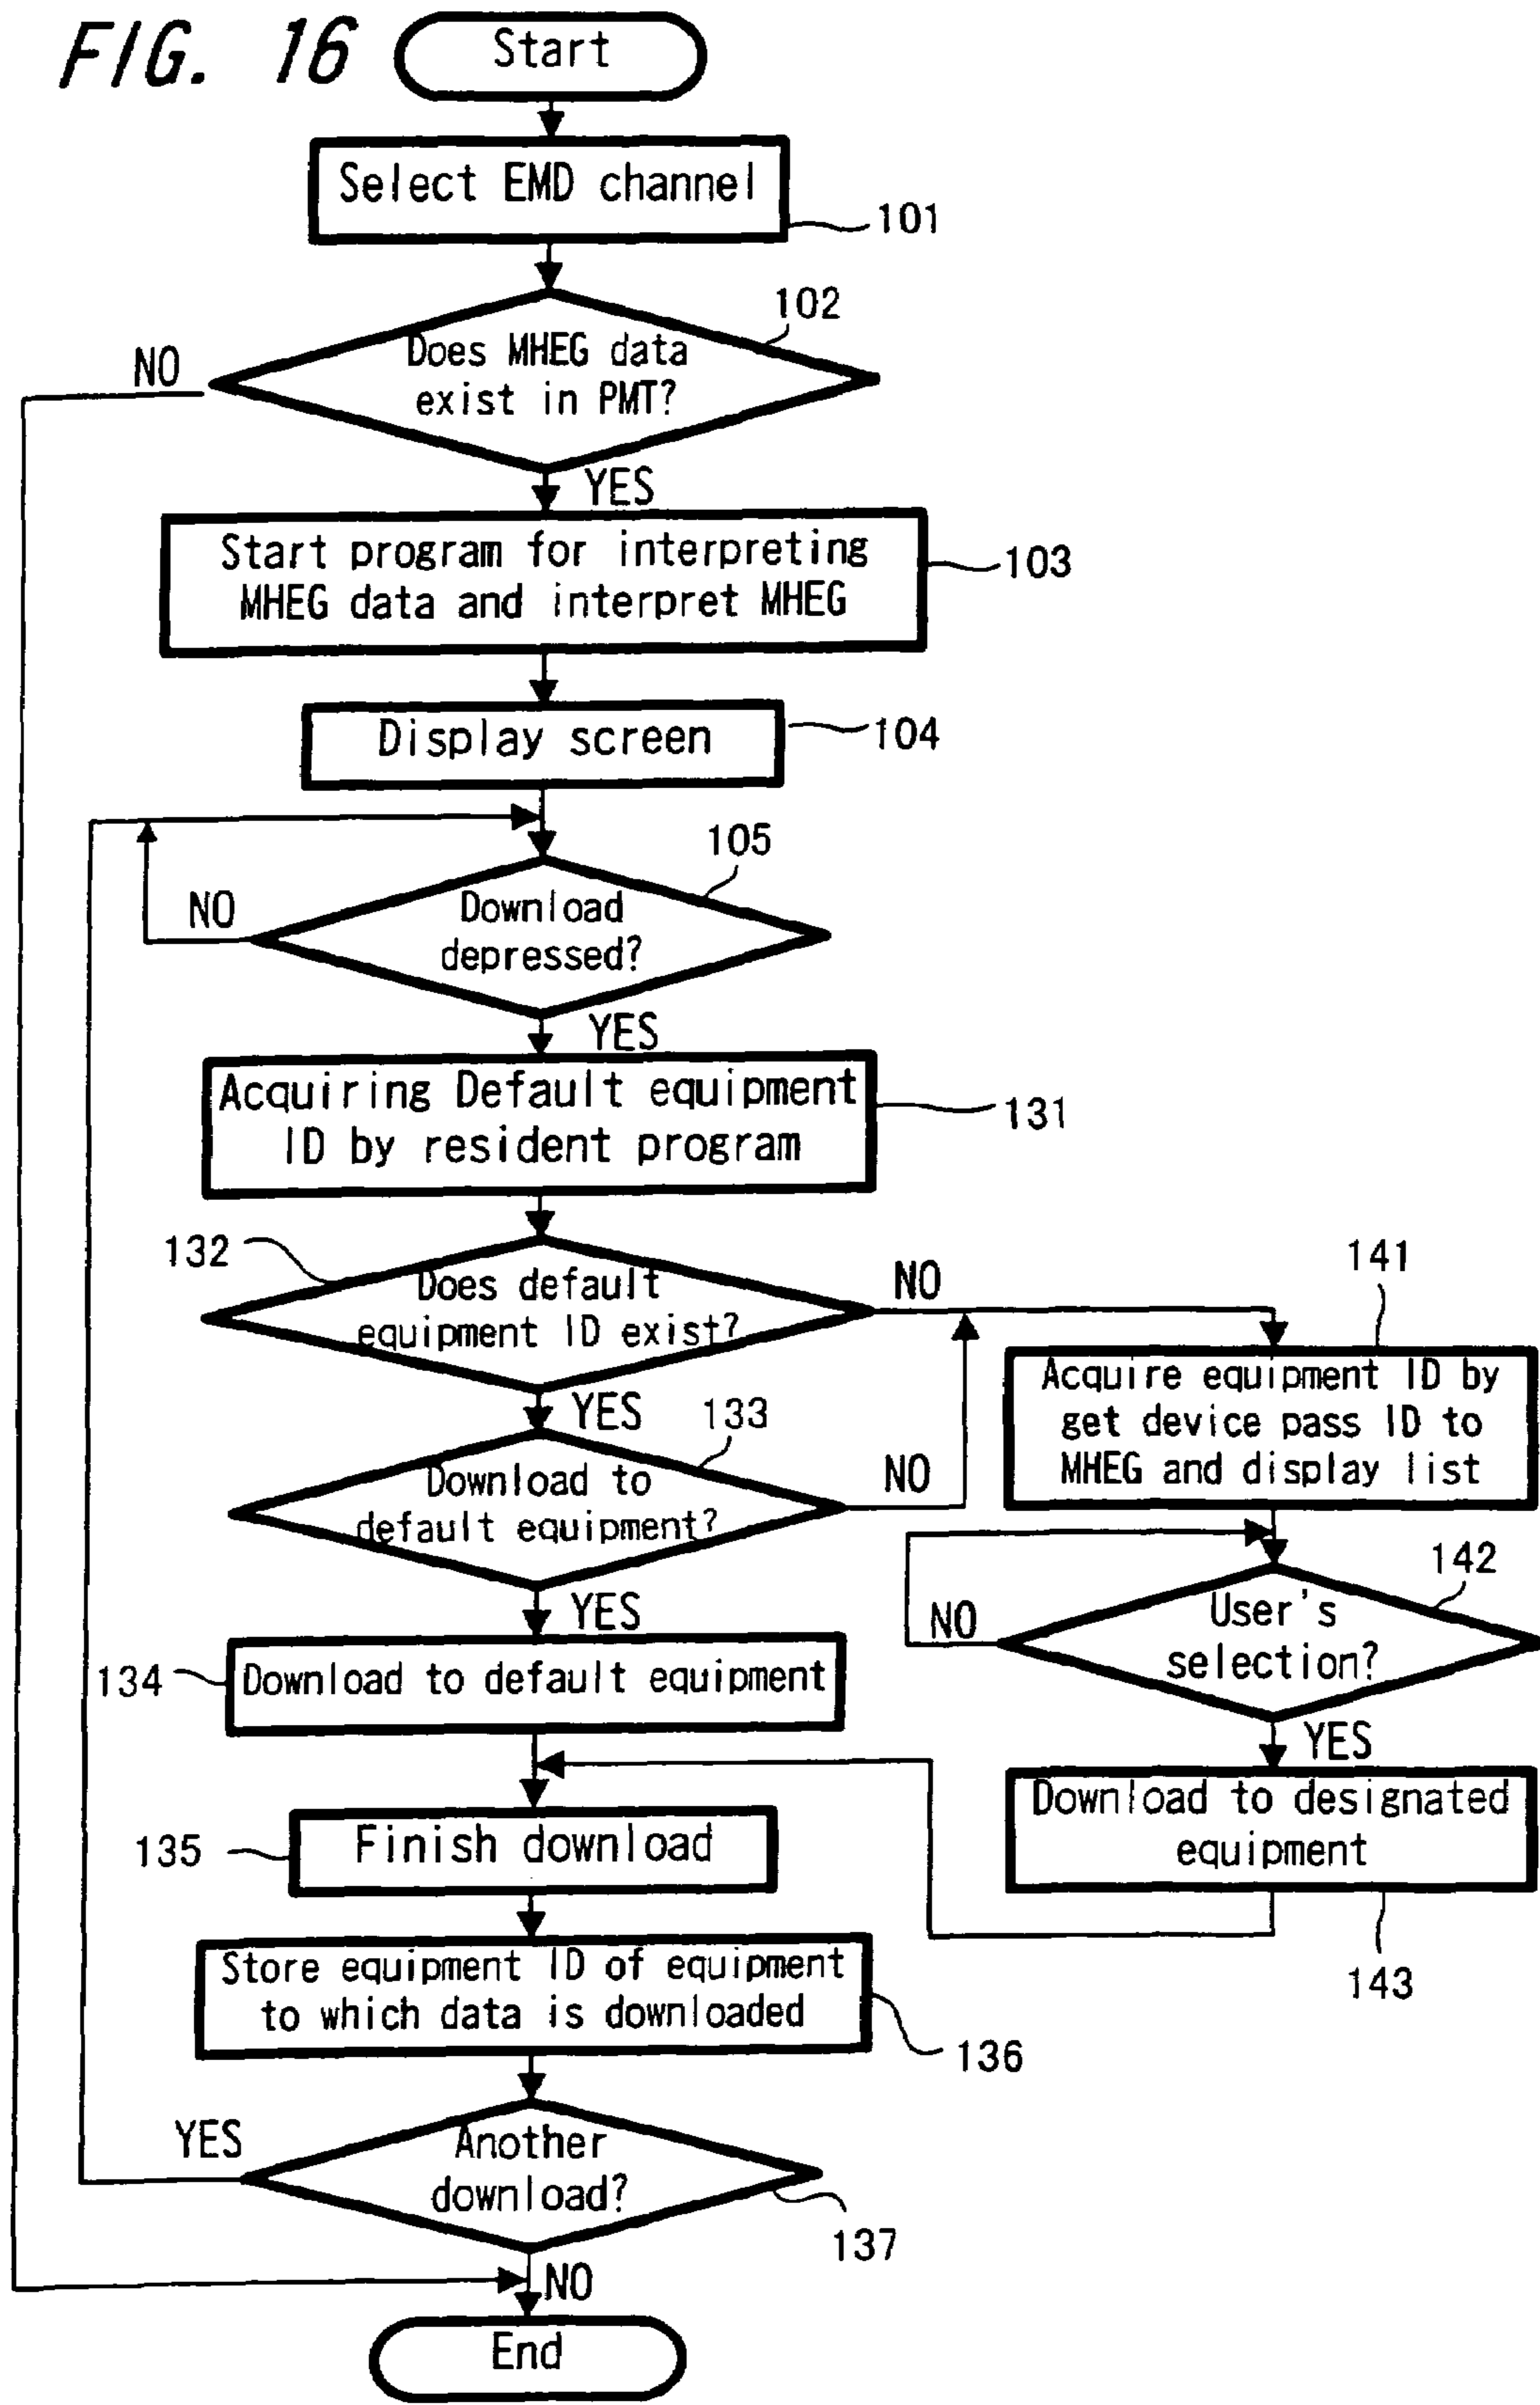 FIG. 16
Start
Select EMD channel
101
102
Does MHEG data
exist in PMT?
NO
YES
Start program for interpreting
MHEG data and interpret MHEG
103
Display screen
104
105
Download
depressed?
NO
YES
Acquiring Default equipment
ID by resident program
131
132
Does default
equipment ID exist?
NO
YES
133
Download to
default equipment?
NO
YES
134
Download to default equipment
135
Finish download
Store equipment ID of equipment
to which data is downloaded
136
Another
download?
YES
137
NO
End
141
Acquire equipment ID by
get device pass ID to
MHEG and display list
142
User's
selection?
NO
YES
Download to designated
equipment
143